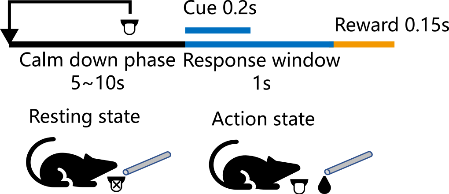 Cue 0.2s
Reward 0.15s
Calm down phase Response window
5~10s 1s
Resting state Action state